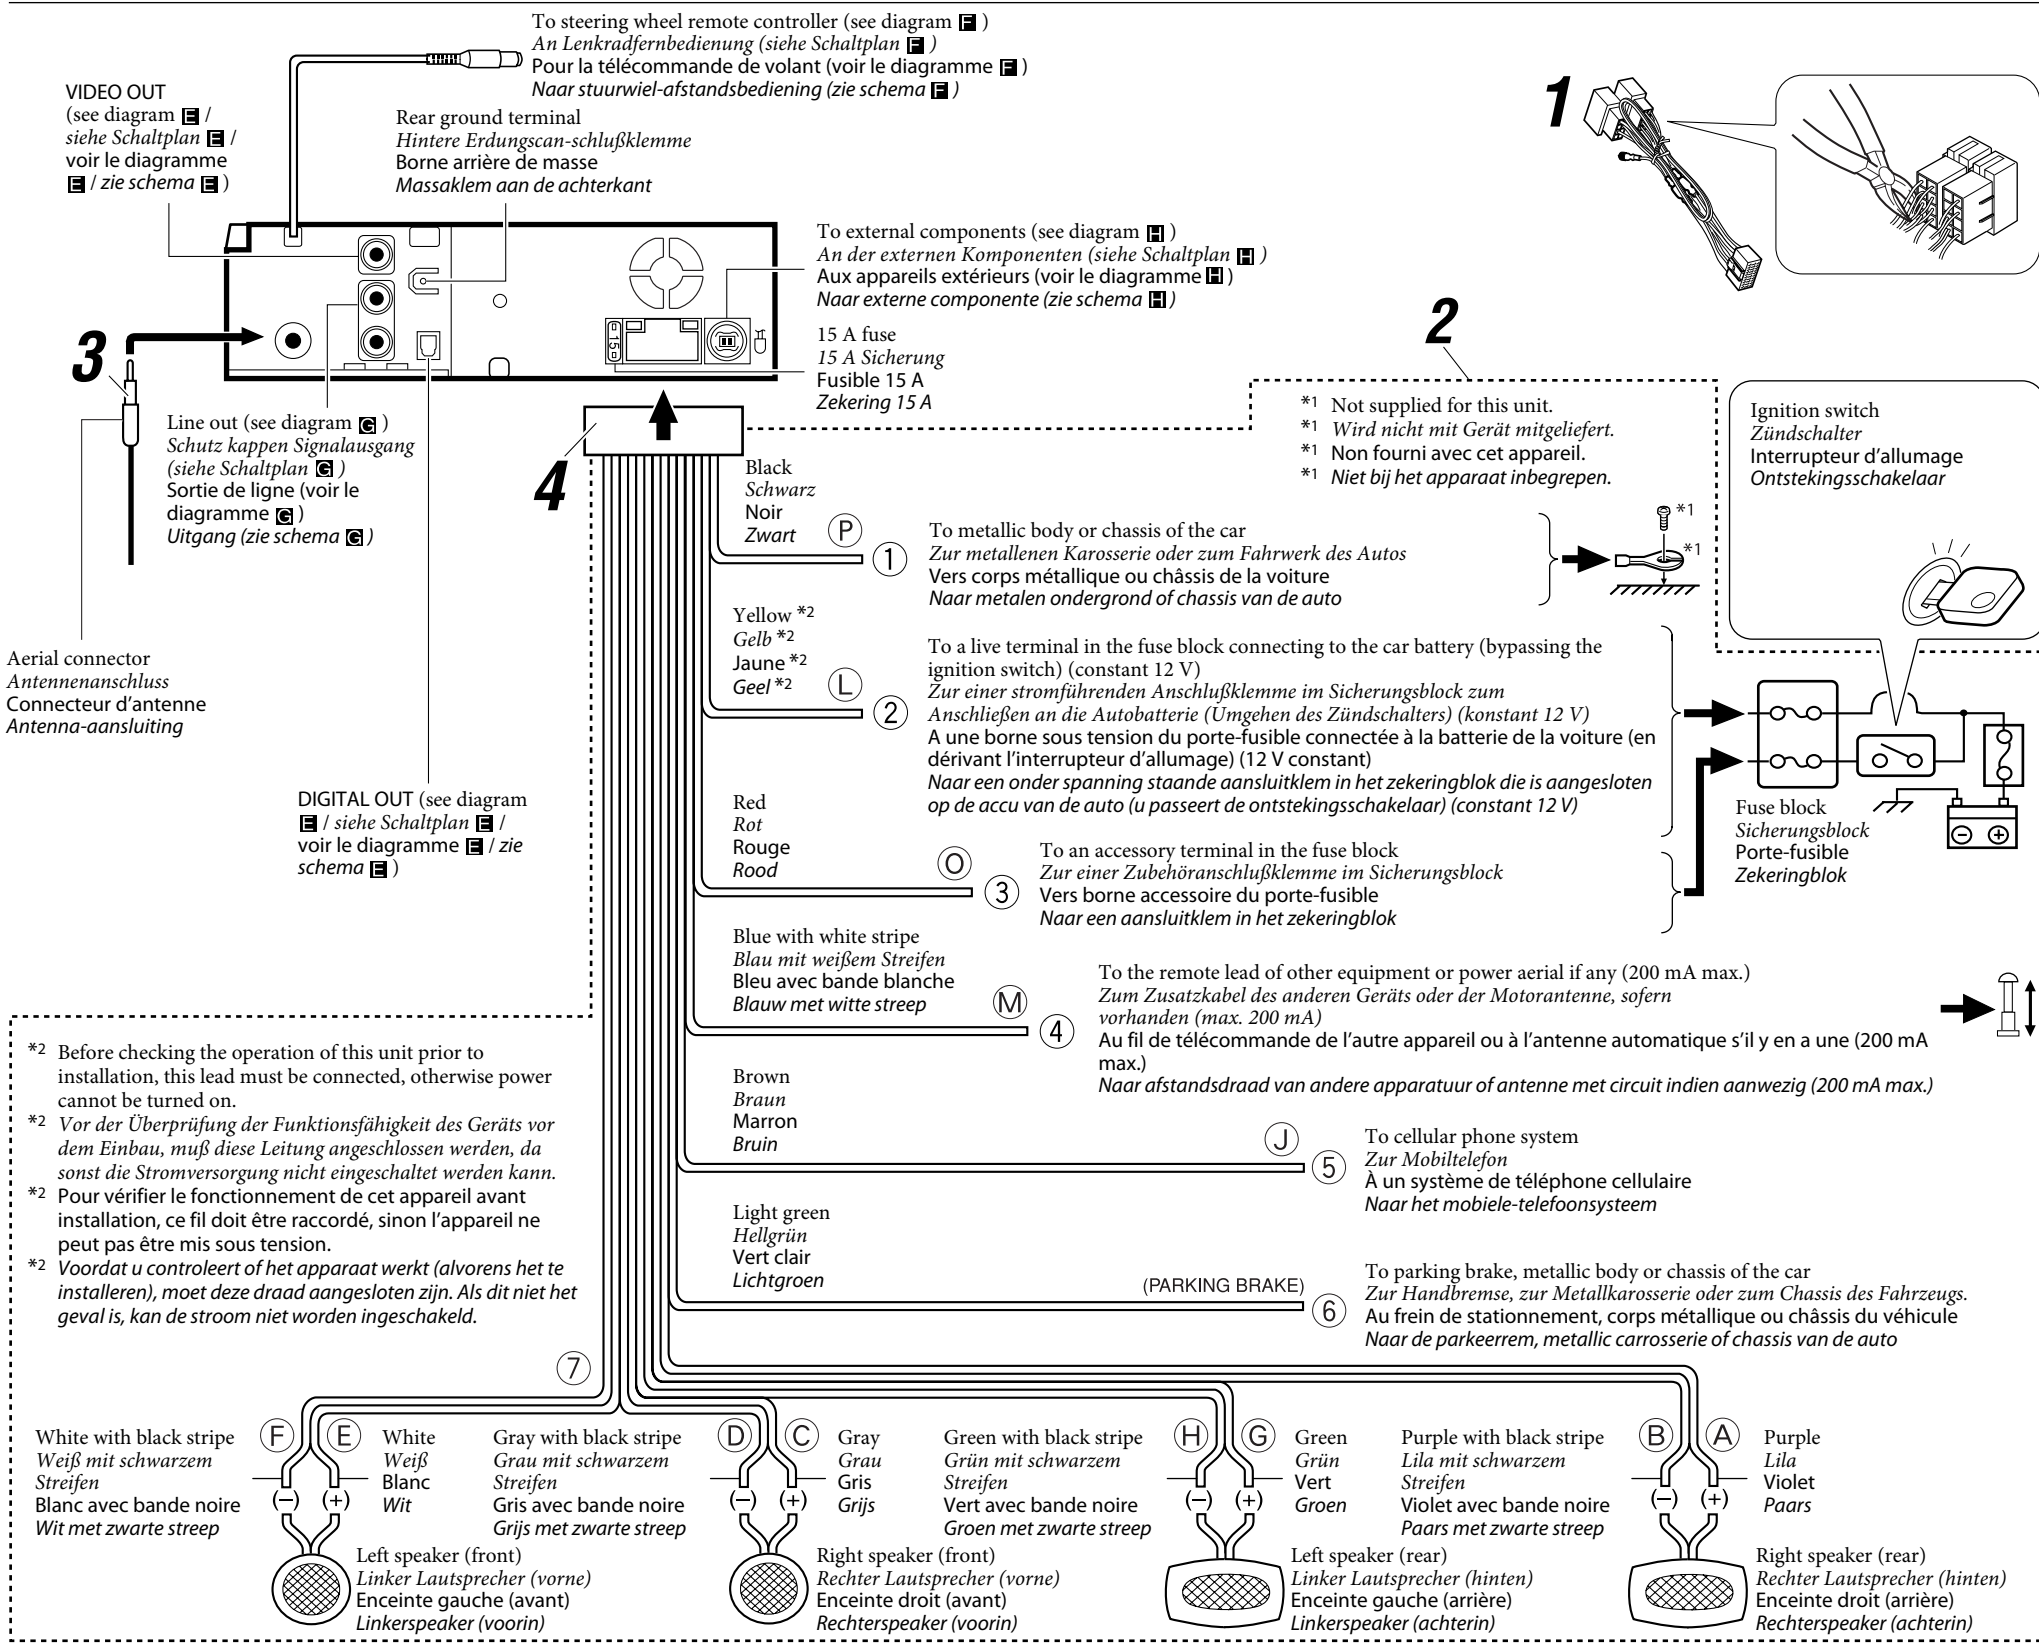 To steering wheel remote controller (see diagram F )
An Lenkradfernbedienung (siehe Schaltplan F )
Pour la télécommande de volant (voir le diagramme F )
Naar stuurwiel-afstandsbediening (zie schema F )
VIDEO OUT
(see diagram E /
siehe Schaltplan E /
voir le diagramme
E / zie schema E )
Rear ground terminal
Hintere Erdungscan-schlußklemme
Borne arrière de masse
Massaklem aan de achterkant
1
To external components (see diagram H )
An der externen Komponenten (siehe Schaltplan H )
Aux appareils extérieurs (voir le diagramme H )
Naar externe componente (zie schema H )
15
15 A fuse
15 A Sicherung
Fusible 15 A
Zekering 15 A
2
3
Line out (see diagram G )
Schutz kappen Signalausgang
(siehe Schaltplan G )
Sortie de ligne (voir le
diagramme G )
Uitgang (zie schema G )
4
*1 Not supplied for this unit.
*1 Wird nicht mit Gerät mitgeliefert.
*1 Non fourni avec cet appareil.
*1 Niet bij het apparaat inbegrepen.
Ignition switch
Zündschalter
Interrupteur d'allumage
Ontstekingsschakelaar
Black
Schwarz
Noir
Zwart
P
1
To metallic body or chassis of the car
Zur metallenen Karosserie oder zum Fahrwerk des Autos
Vers corps métallique ou châssis de la voiture
Naar metalen ondergrond of chassis van de auto
*1
*1
Aerial connector
Antennenanschluss
Connecteur d'antenne
Antenna-aansluiting
Yellow *2
Gelb *2
Jaune *2
Geel *2
L
2
To a live terminal in the fuse block connecting to the car battery (bypassing the
ignition switch) (constant 12 V)
Zur einer stromführenden Anschlußklemme im Sicherungsblock zum
Anschließen an die Autobatterie (Umgehen des Zündschalters) (konstant 12 V)
A une borne sous tension du porte-fusible connectée à la batterie de la voiture (en
dérivant l'interrupteur d'allumage) (12 V constant)
Naar een onder spanning staande aansluitklem in het zekeringblok die is aangesloten
op de accu van de auto (u passeert de ontstekingsschakelaar) (constant 12 V)
Fuse block
Sicherungsblock
Porte-fusible
Zekeringblok
DIGITAL OUT (see diagram
E / siehe Schaltplan E /
voir le diagramme E / zie
schema E )
Red
Rot
Rouge
Rood
O
3
To an accessory terminal in the fuse block
Zur einer Zubehöranschlußklemme im Sicherungsblock
Vers borne accessoire du porte-fusible
Naar een aansluitklem in het zekeringblok
Blue with white stripe
Blau mit weißem Streifen
Bleu avec bande blanche
Blauw met witte streep
M
4
To the remote lead of other equipment or power aerial if any (200 mA max.)
Zum Zusatzkabel des anderen Geräts oder der Motorantenne, sofern
vorhanden (max. 200 mA)
Au fil de télécommande de l'autre appareil ou à l'antenne automatique s'il y en a une (200 mA
max.)
Naar afstandsdraad van andere apparatuur of antenne met circuit indien aanwezig (200 mA max.)
*2 Before checking the operation of this unit prior to
installation, this lead must be connected, otherwise power
cannot be turned on.
*2 Vor der Überprüfung der Funktionsfähigkeit des Geräts vor
dem Einbau, muß diese Leitung angeschlossen werden, da
sonst die Stromversorgung nicht eingeschaltet werden kann.
*2 Pour vérifier le fonctionnement de cet appareil avant
installation, ce fil doit être raccordé, sinon l'appareil ne
peut pas être mis sous tension.
*2 Voordat u controleert of het apparaat werkt (alvorens het te
installeren), moet deze draad aangesloten zijn. Als dit niet het
geval is, kan de stroom niet worden ingeschakeld.
Brown
Braun
Marron
Bruin
J
5
To cellular phone system
Zur Mobiltelefon
À un système de téléphone cellulaire
Naar het mobiele-telefoonsysteem
Light green
Hellgrün
Vert clair
Lichtgroen
(PARKING BRAKE)
6
To parking brake, metallic body or chassis of the car
Zur Handbremse, zur Metallkarosserie oder zum Chassis des Fahrzeugs.
Au frein de stationnement, corps métallique ou châssis du véhicule
Naar de parkeerrem, metallic carrosserie of chassis van de auto
7
White with black stripe
Weiß mit schwarzem
Streifen
Blanc avec bande noire
Wit met zwarte streep
F
E
(–) (+)
White
Weiß
Blanc
Wit
Left speaker (front)
Linker Lautsprecher (vorne)
Enceinte gauche (avant)
Linkerspeaker (voorin)
Gray with black stripe
Grau mit schwarzem
Streifen
Gris avec bande noire
Grijs met zwarte streep
D
C
(–) (+)
Gray
Grau
Gris
Grijs
Right speaker (front)
Rechter Lautsprecher (vorne)
Enceinte droit (avant)
Rechterspeaker (voorin)
Green with black stripe
Grün mit schwarzem
Streifen
Vert avec bande noire
Groen met zwarte streep
H
G
(–) (+)
Green
Grün
Vert
Groen
Left speaker (rear)
Linker Lautsprecher (hinten)
Enceinte gauche (arrière)
Linkerspeaker (achterin)
Purple with black stripe
Lila mit schwarzem
Streifen
Violet avec bande noire
Paars met zwarte streep
B
A
(–) (+)
Purple
Lila
Violet
Paars
Right speaker (rear)
Rechter Lautsprecher (hinten)
Enceinte droit (arrière)
Rechterspeaker (achterin)